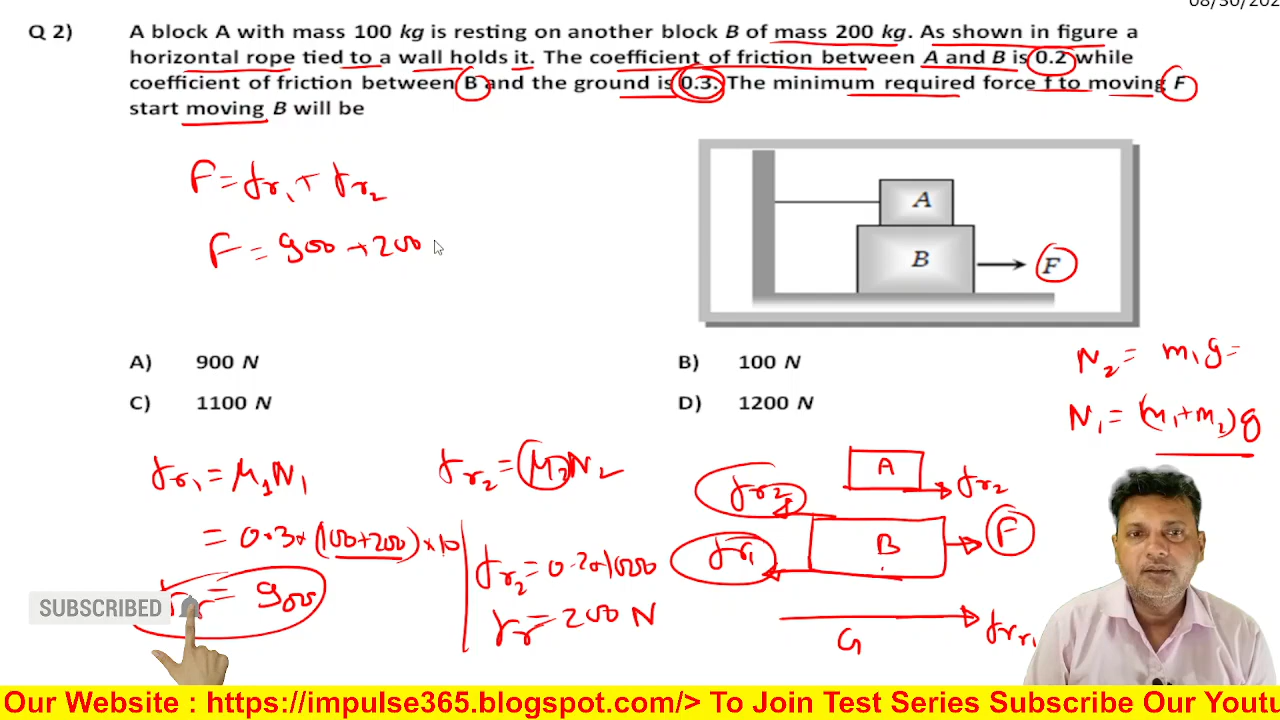 08/30/202
Q 2) A block A with mass 100 kg is resting on another block B of mass 200 kg. As shown in figure a
horizontal rope tied to a wall holds it. The coefficient of friction between A and B is 0.2 while
coefficient of friction between B and the ground is 0.3. The minimum required force f to moving F
start moving B will be
F = fr₁ + fr₂
F = 900 + 200
A
B
F
A) 900 N B) 100 N
C) 1100 N D) 1200 N
N₂ = m₁g =
N₁ = (m₁+m₂)g
fr₁ = μ₁N₁
= 0.3 × (100+200) × 10
= 900
fr₂ = μ₂N₂
fr₂ = 0.2 × 1000
fr = 200 N
A fr₂
fr₂
B F
fr₁
G fr₁
SUBSCRIBED
Our Website : https://impulse365.blogspot.com/> To Join Test Series Subscribe Our Youtu